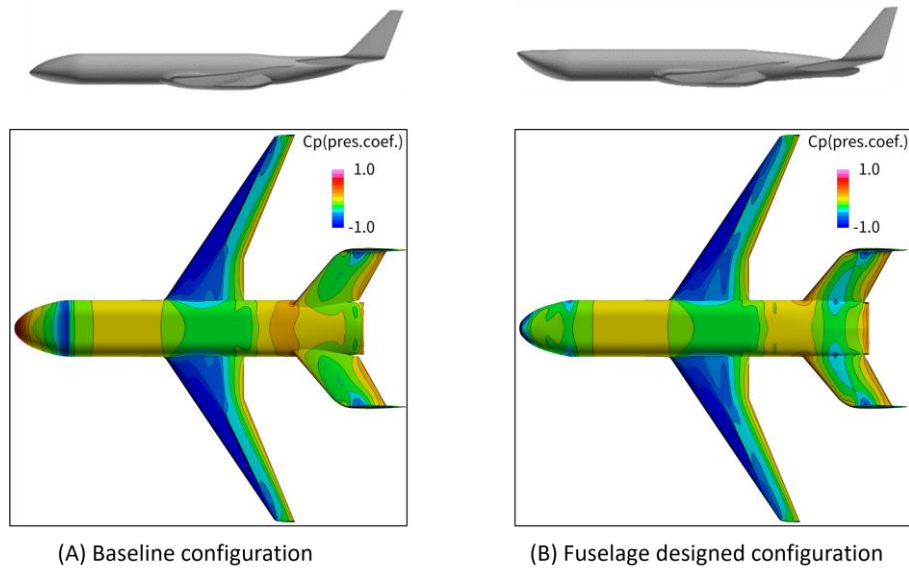 Cp(pres.coef.)
1.0
-1.0
Cp(pres.coef.)
1.0
-1.0
(A) Baseline configuration
(B) Fuselage designed configuration